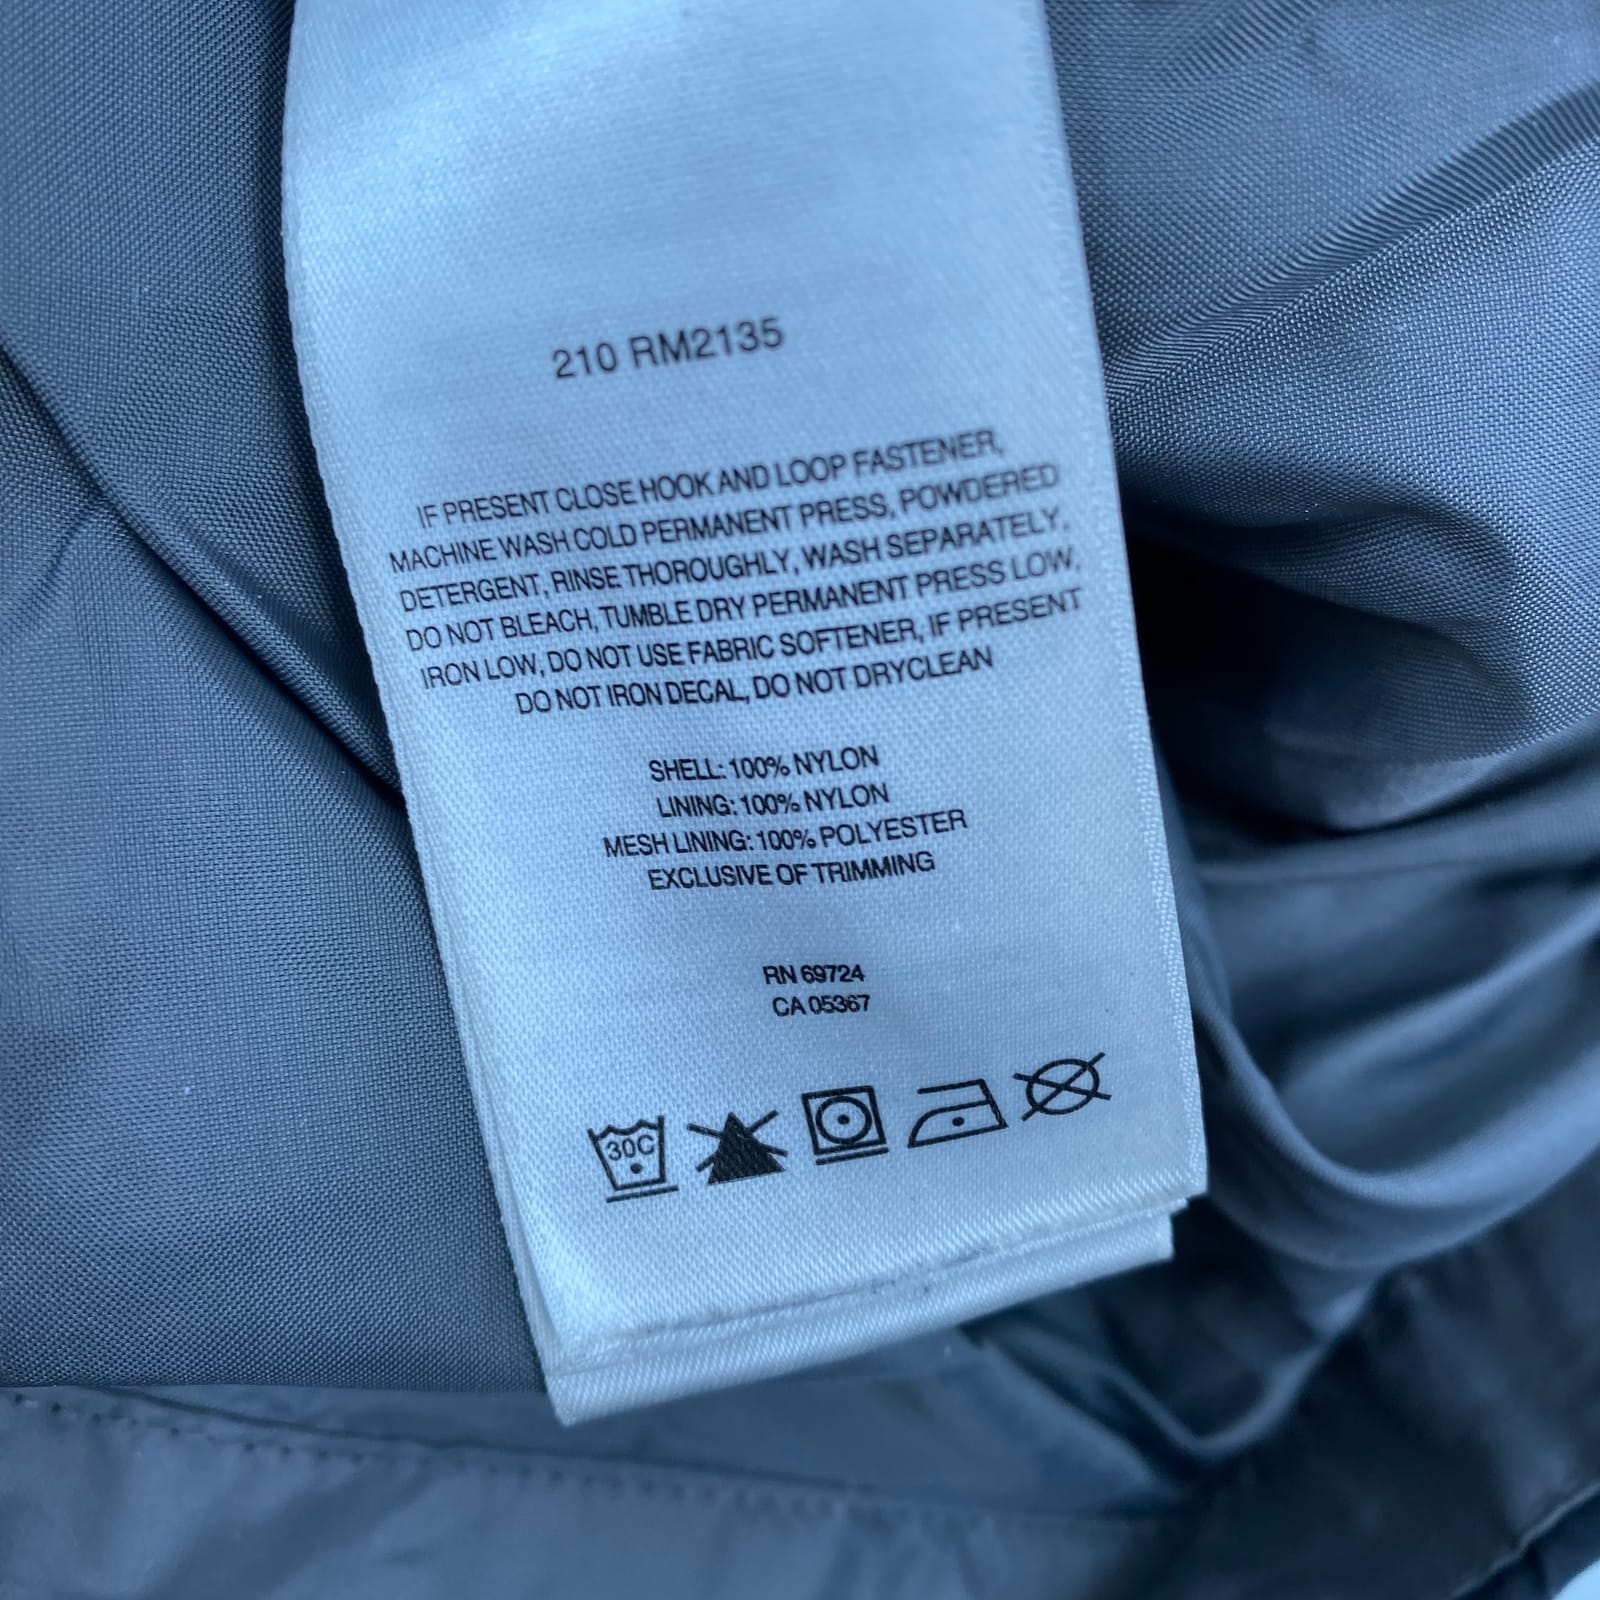 210 RM2135
IF PRESENT CLOSE HOOK AND LOOP FASTENER,
MACHINE WASH COLD PERMANENT PRESS, POWDERED
DETERGENT, RINSE THOROUGHLY, WASH SEPARATELY,
DO NOT BLEACH, TUMBLE DRY PERMANENT PRESS LOW,
IRON LOW, DO NOT USE FABRIC SOFTENER, IF PRESENT
DO NOT IRON DECAL, DO NOT DRYCLEAN
SHELL: 100% NYLON
LINING: 100% NYLON
MESH LINING: 100% POLYESTER
EXCLUSIVE OF TRIMMING
RN 69724
CA 05367
30C